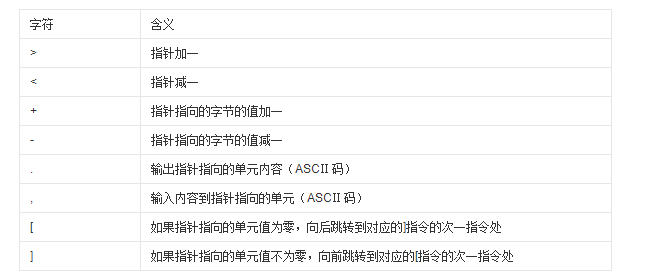 字符 含义
> 指针加一
< 指针减一
+ 指针指向的字节的值加一
- 指针指向的字节的值减一
. 输出指针指向的单元内容（ASCII 码）
, 输入内容到指针指向的单元（ASCII 码）
[ 如果指针指向的单元值为零，向后跳转到对应的]指令的次一指令处
] 如果指针指向的单元值不为零，向前跳转到对应的[指令的次一指令处